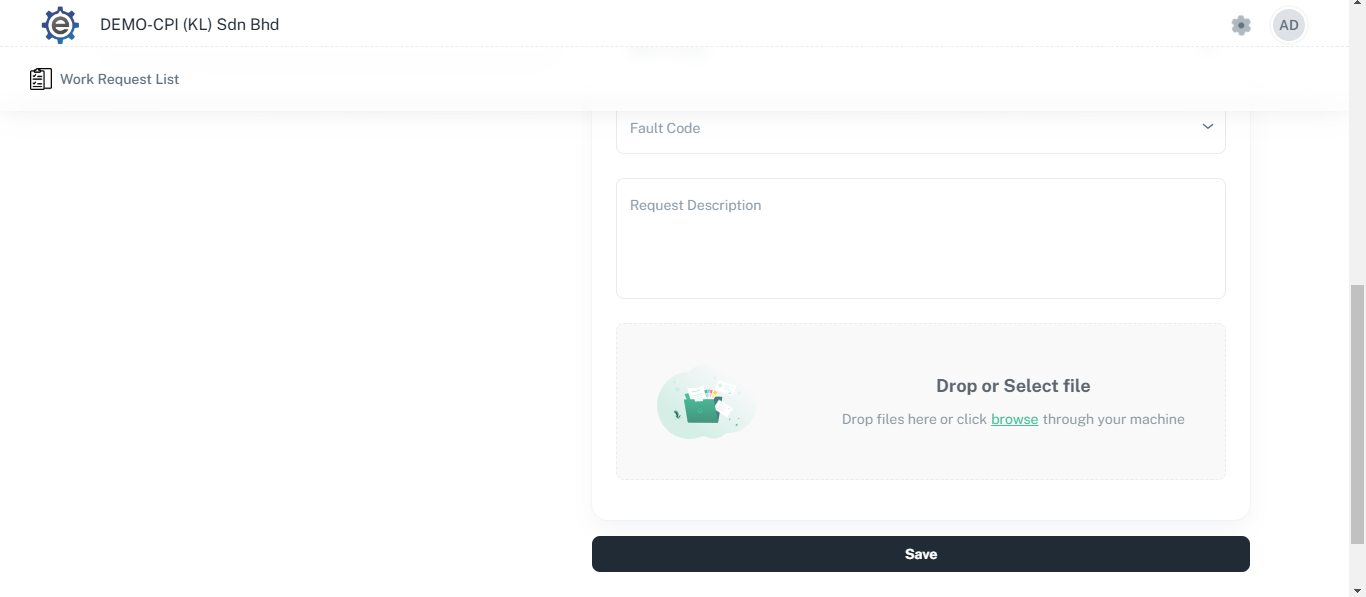 DEMO-CPI (KL) Sdn Bhd
AD
Work Request List
Fault Code
Request Description
Drop or Select file
Drop files here or click browse through your machine
Save